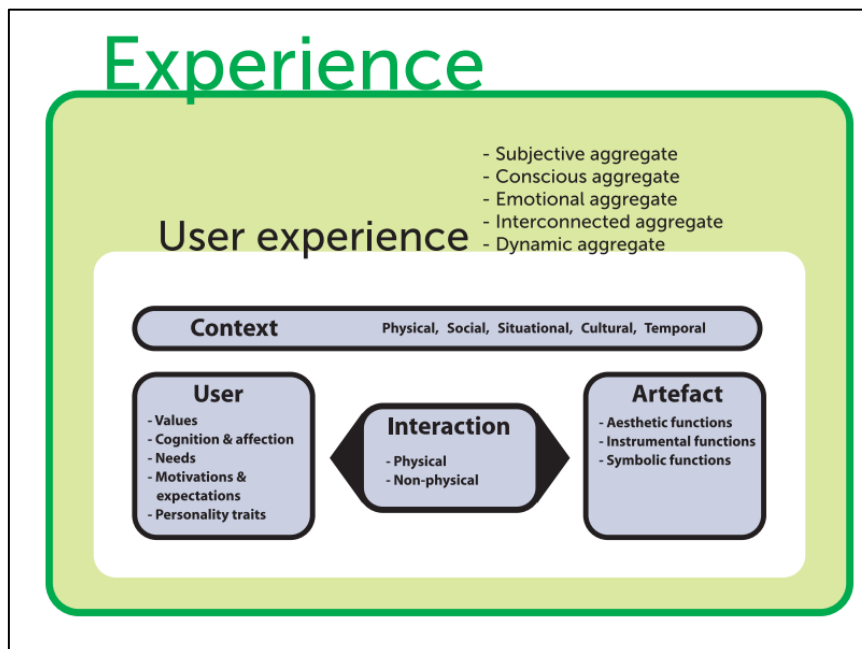 Experience
- Subjective aggregate
- Conscious aggregate
- Emotional aggregate
- Interconnected aggregate
User experience - Dynamic aggregate
Context Physical, Social, Situational, Cultural, Temporal
User
- Values
- Cognition & affection
- Needs
- Motivations &
expectations
- Personality traits
Interaction
- Physical
- Non-physical
Artefact
- Aesthetic functions
- Instrumental functions
- Symbolic functions